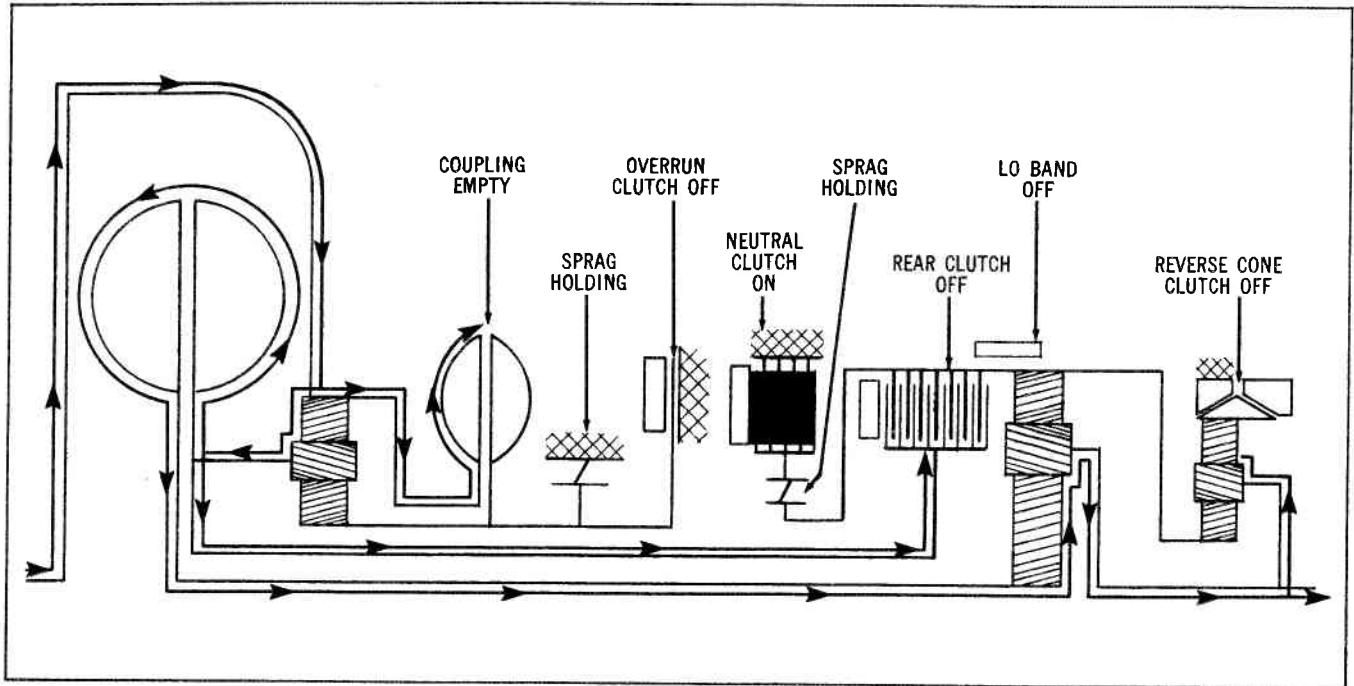 COUPLING
EMPTY
SPRAG
HOLDING
OVERRUN
CLUTCH OFF
NEUTRAL
CLUTCH
ON
SPRAG
HOLDING
REAR CLUTCH
OFF
LO BAND
OFF
REVERSE CONE
CLUTCH OFF